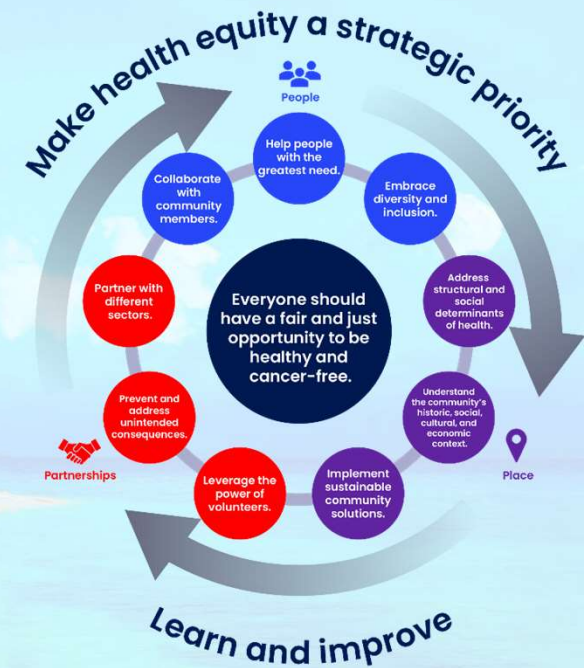 Make health equity a strategic priority
People
Help people
with the
greatest need.
Embrace
diversity and
inclusion.
Address
structural and
social
determinants
of health.
Understand
the community's
historic, social,
cultural, and
economic
context.
Place
Implement
sustainable
community
solutions.
Leverage the
power of
volunteers.
Prevent and
address
unintended
consequences.
Partnerships
Partner with
different
sectors.
Collaborate
with
community
members.
Everyone should
have a fair and just
opportunity to be
healthy and
cancer-free.
Learn and improve